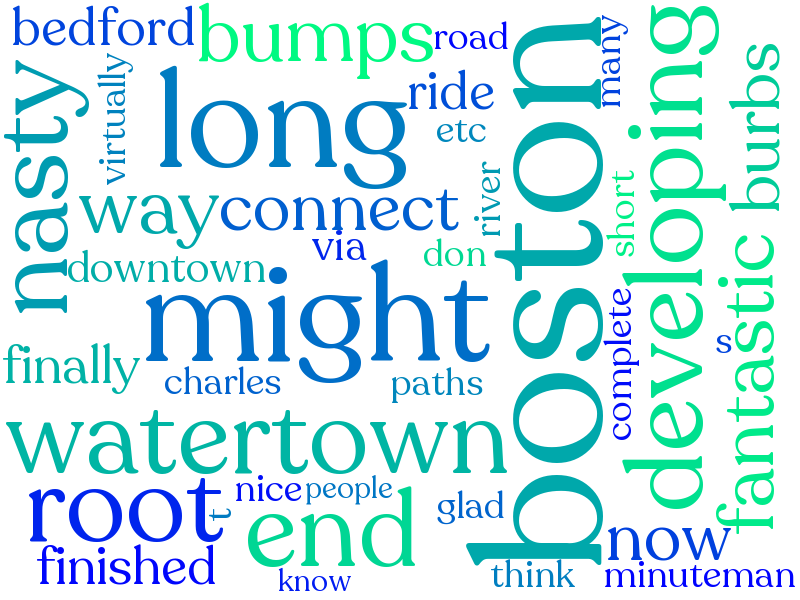 bedford
bumps
road
boston
many
developing
burbs
nasty
virtually
long
ride
etc
river
short
way
connect
via
don
downtown
might
fantastic
complete
s
finally
charles
paths
watertown
root
t
nice
people
end
glad
now
finished
know
think
minuteman